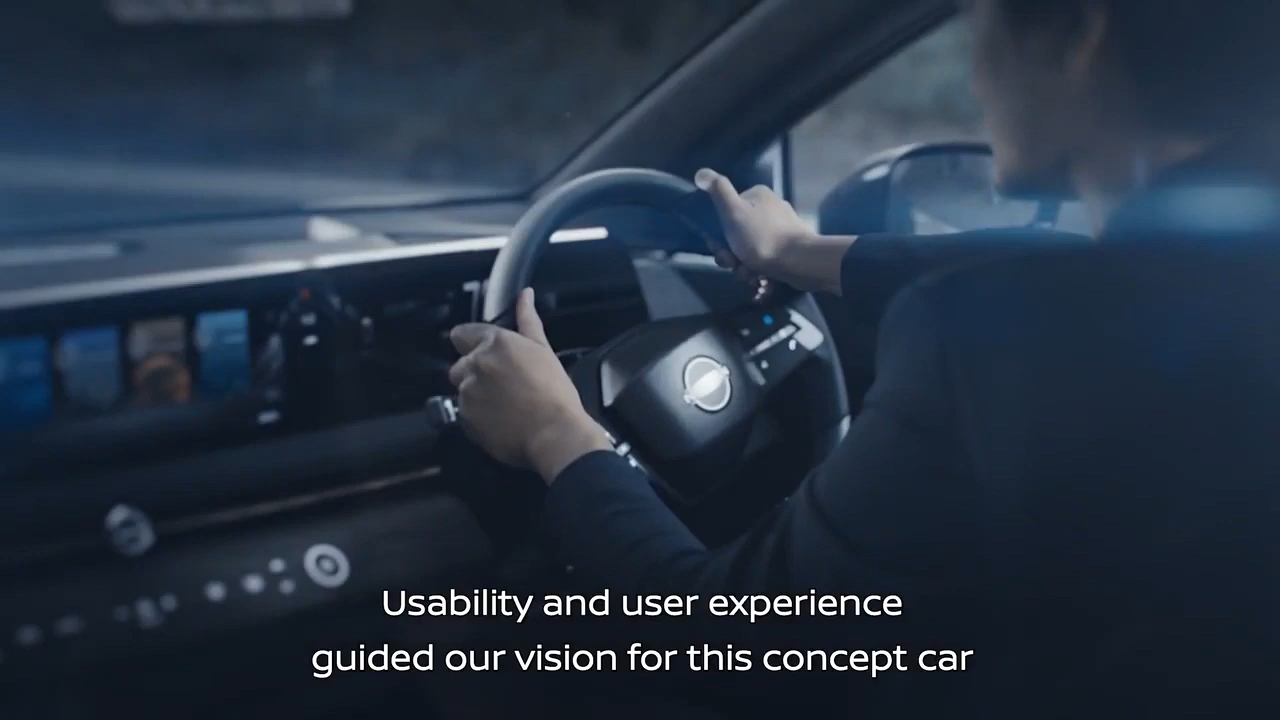 Usability and user experience
guided our vision for this concept car